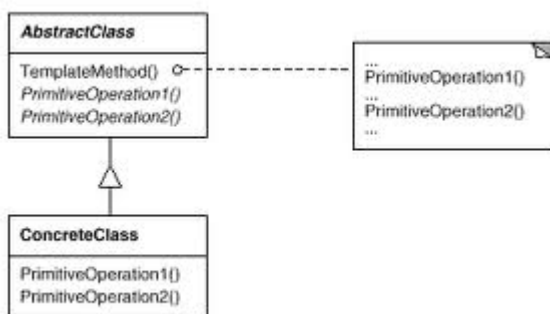 AbstractClass
TemplateMethod()
PrimitiveOperation1()
PrimitiveOperation2()
...
PrimitiveOperation1()
...
PrimitiveOperation2()
...
ConcreteClass
PrimitiveOperation1()
PrimitiveOperation2()